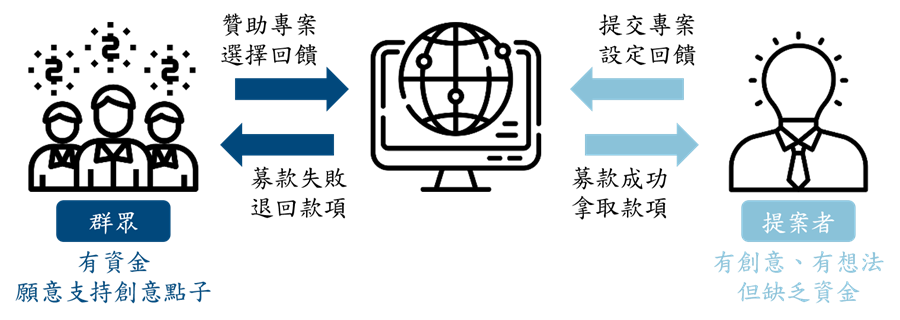 贊助專案
選擇回饋
提交專案
設定回饋
募款失敗
退回款項
募款成功
拿取款項
群眾
有資金
願意支持創意點子
提案者
有創意、有想法
但缺乏資金